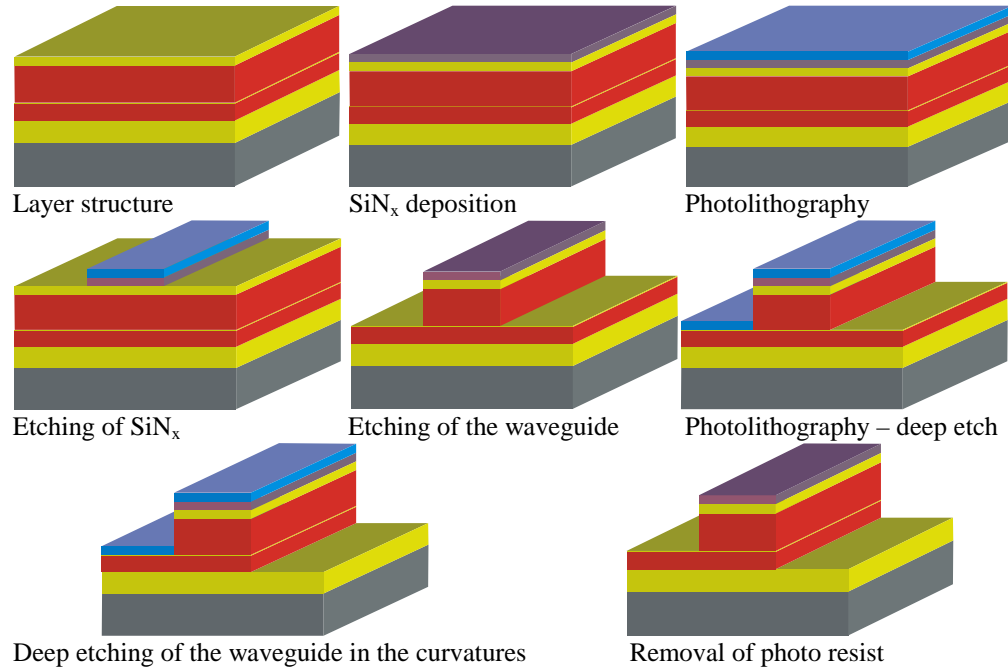 Layer structure
SiNx deposition
Photolithography
Etching of SiNx
Etching of the waveguide
Photolithography – deep etch
Deep etching of the waveguide in the curvatures
Removal of photo resist